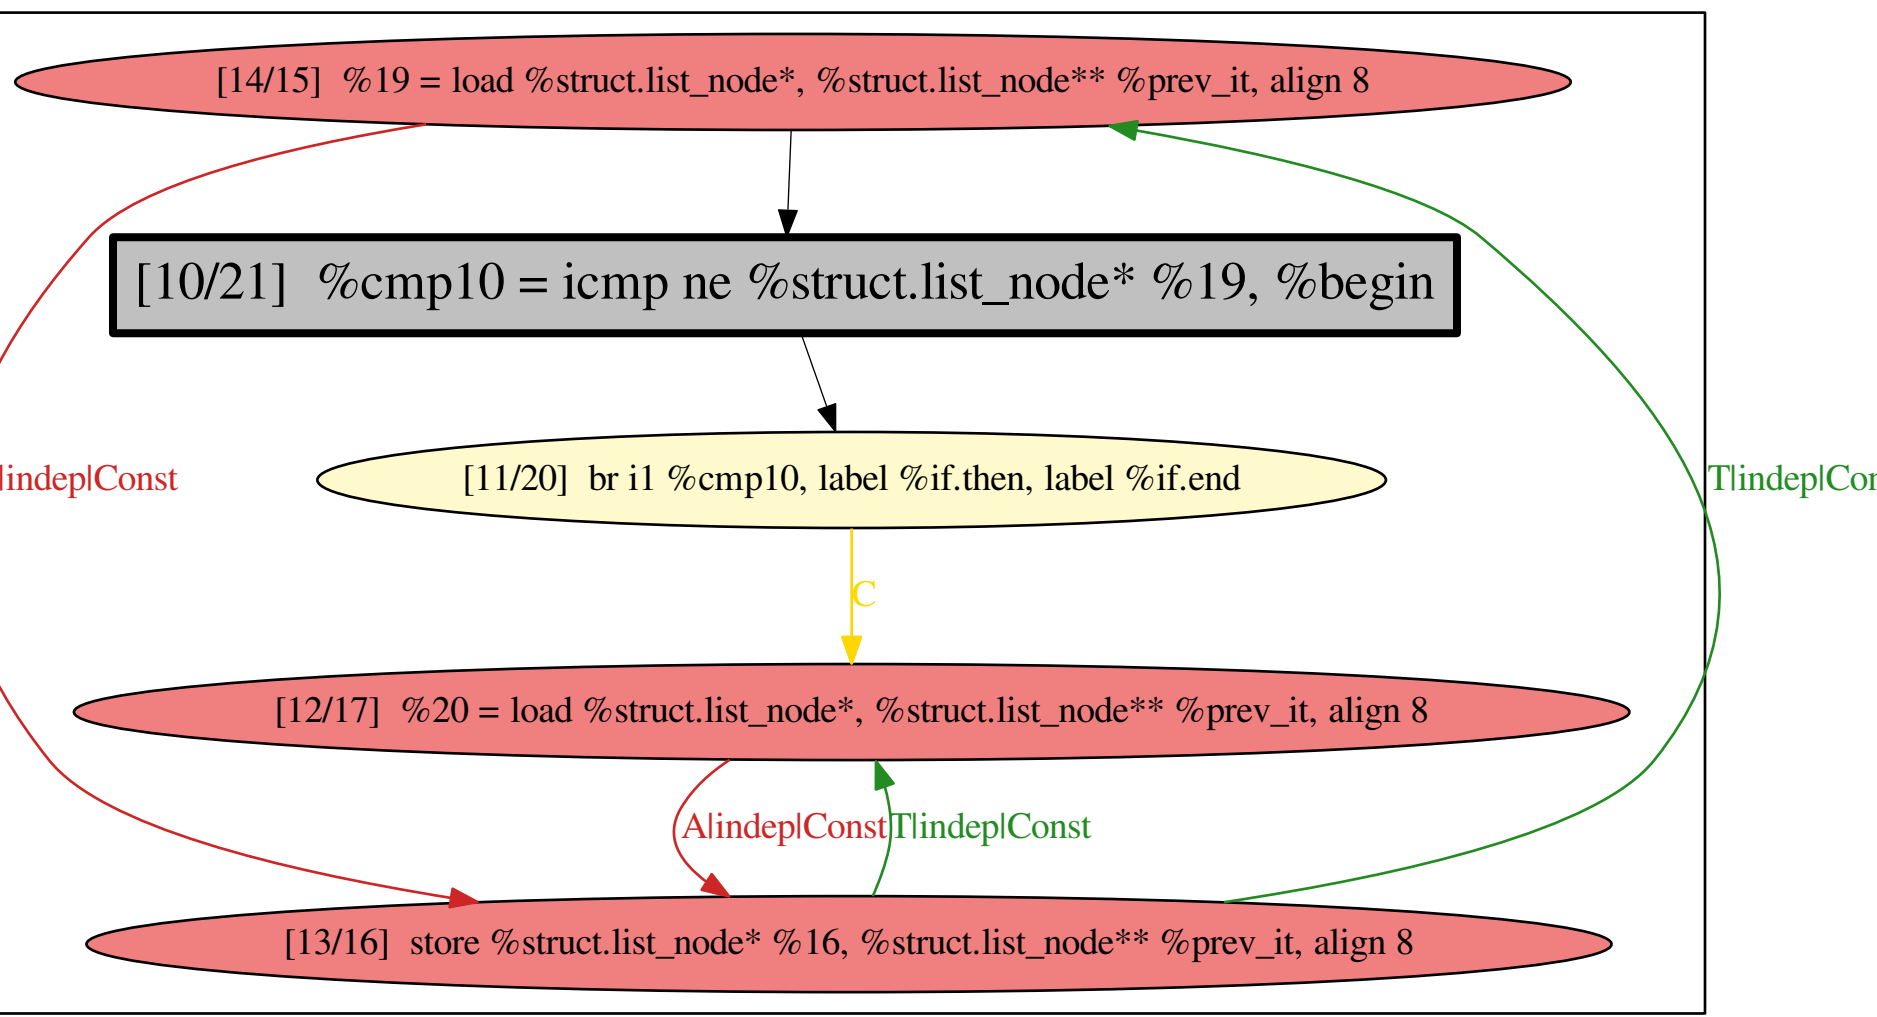 [14/15]  %19 = load %struct.list_node*, %struct.list_node** %prev_it, align 8
[10/21]  %cmp10 = icmp ne %struct.list_node* %19, %begin
|indep|Const
[11/20]  br i1 %cmp10, label %if.then, label %if.end
T|indep|Con
C
[12/17]  %20 = load %struct.list_node*, %struct.list_node** %prev_it, align 8
A|indep|Const
T|indep|Const
[13/16]  store %struct.list_node* %16, %struct.list_node** %prev_it, align 8